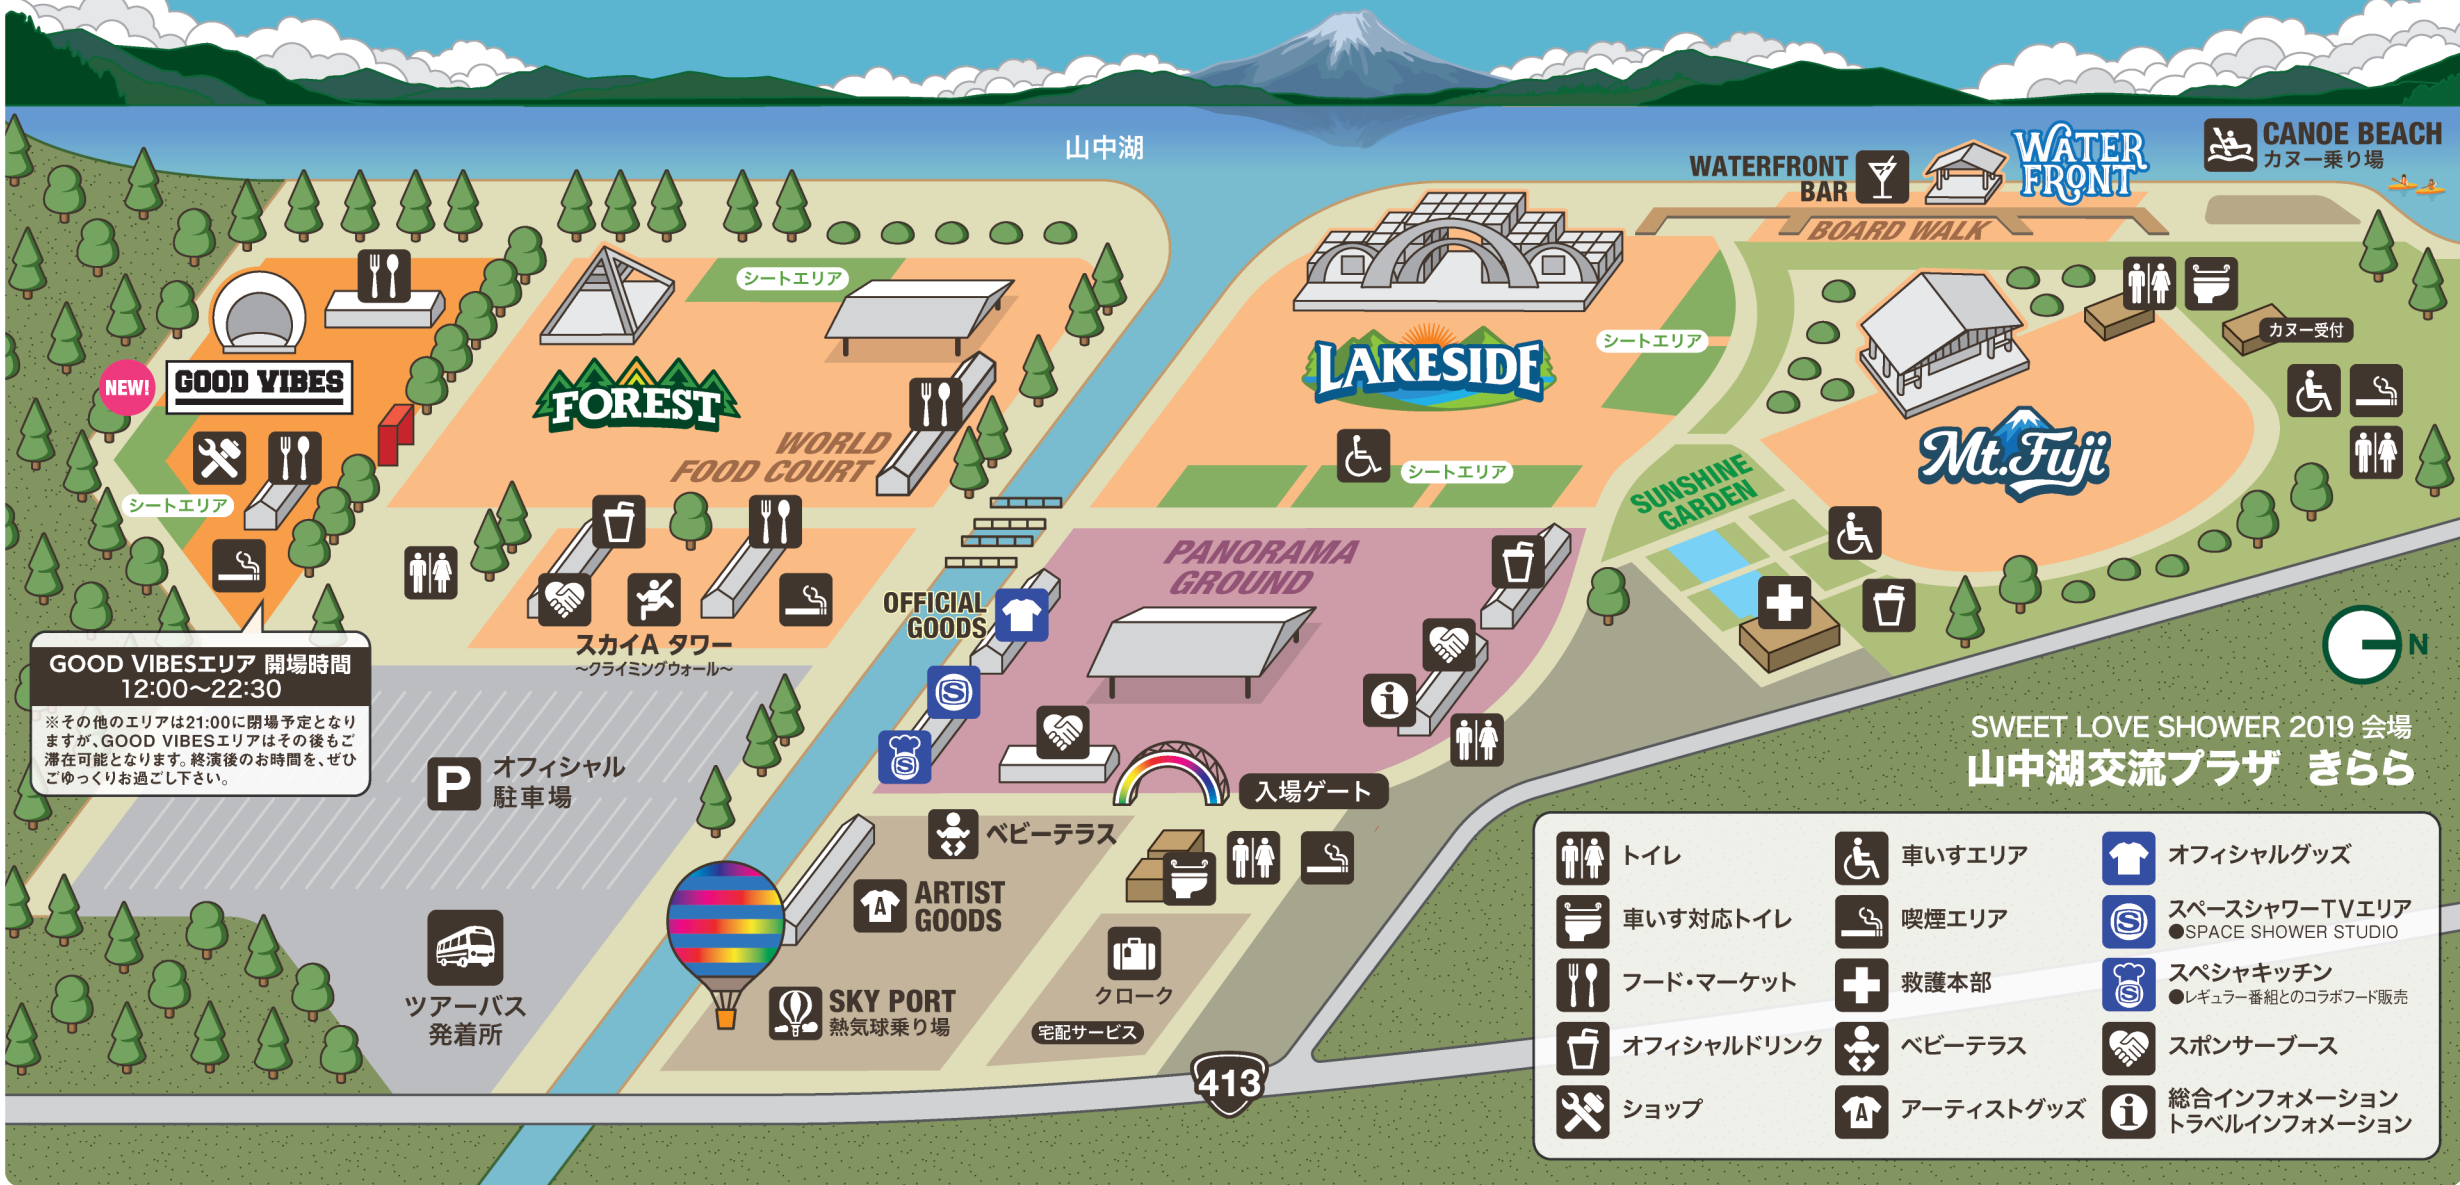 山中湖
WATERFRONT
BAR
WATER
FRONT
CANOE BEACH
カヌー乗り場
BOARD WALK
シートエリア
NEW!
GOOD VIBES
FOREST
WORLD
FOOD COURT
LAKESIDE
シートエリア
カヌー受付
Mt.Fuji
シートエリア
SUNSHINE
GARDEN
シートエリア
PANORAMA
GROUND
OFFICIAL
GOODS
スカイA タワー
～クライミングウォール～
GOOD VIBESエリア 開場時間
12:00～22:30
※その他のエリアは21:00に閉場予定となり
ますが、GOOD VIBESエリアはその後もご
滞在可能となります。終演後のお時間を、ぜひ
ごゆっくりお過ごし下さい。
S
S
i
P
オフィシャル
駐車場
入場ゲート
ベビーテラス
A
ARTIST
GOODS
ツアーバス
発着所
SKY PORT
熱気球乗り場
クローク
宅配サービス
413
N
SWEET LOVE SHOWER 2019 会場
山中湖交流プラザ きらら
トイレ
車いす対応トイレ
フード・マーケット
オフィシャルドリンク
ショップ
車いすエリア
喫煙エリア
救護本部
ベビーテラス
A
アーティストグッズ
オフィシャルグッズ
S
スペースシャワーTVエリア
●SPACE SHOWER STUDIO
S
スペシャキッチン
●レギュラー番組とのコラボフード販売
スポンサーブース
i
総合インフォメーション
トラベルインフォメーション